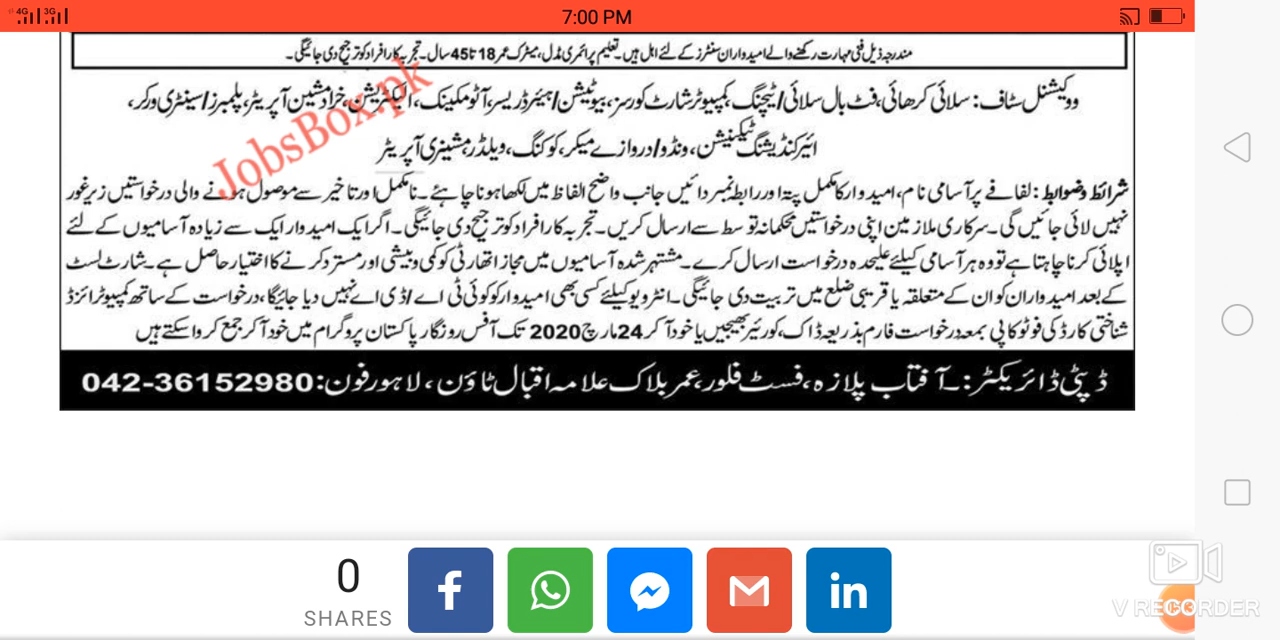 4G 3G 7:00 PM
مندرجہ ذیل فنی مہارت رکھنے والے امیدواران سنٹرز کے لئے اہل ہیں۔ تعلیم پرائمری مڈل، میٹرک عمر 18 تا 45 سال۔ تجربہ کار افراد کو ترجیح دی جائیگی۔
ووکیشنل سٹاف: سلائی کڑھائی، فٹ بال سلائی/ٹیچنگ، کمپیوٹر شارٹ کورسز، بیوٹیشن/ہیئر ڈریسر، آٹو مکینک، الیکٹریشن، خراد مشین آپریٹر، پلمبرز/سینٹری ورکر،
ائیر کنڈیشنگ ٹیکنیشن، ونڈو/دروازے میکر، کوکنگ، ویلڈر، مشینری آپریٹر
JobsBox.pk
شرائط و ضوابط: لفافے پر آسامی نام، امیدوار کا مکمل پتہ اور رابطہ نمبر دائیں جانب واضح الفاظ میں لکھا ہونا چاہئے۔ نامکمل اور تاخیر سے موصول ہونے والی درخواستیں زیر غور
نہیں لائی جائیں گی۔ سرکاری ملازمین اپنی درخواستیں محکمانہ توسط سے ارسال کریں۔ تجربہ کار افراد کو ترجیح دی جائیگی۔ اگر ایک امیدوار ایک سے زیادہ آسامیوں کے لئے
اپلائی کرنا چاہتا ہے تو وہ ہر آسامی کیلئے علیحدہ درخواست ارسال کرے۔ مشتہر شدہ آسامیوں میں مجاز اتھارٹی کو کمی و بیشی اور مسترد کرنے کا اختیار حاصل ہے۔ شارٹ لسٹ
کے بعد امیدواران کو ان کے متعلقہ یا قریبی ضلع میں تربیت دی جائیگی۔ انٹرویو کیلئے کسی بھی امیدوار کو کوئی ٹی اے/ڈی اے نہیں دیا جائیگا، درخواست کے ساتھ کمپیوٹرائزڈ
شناختی کارڈ کی فوٹو کاپی بمعہ درخواست فارم بذریعہ ڈاک، کورئیر بھیجیں یا خود آ کر 24 مارچ 2020 تک آفس روزگار پاکستان پروگرام میں خود آ کر جمع کروا سکتے ہیں
ڈپٹی ڈائریکٹر:۔ آفتاب پلازہ، فسٹ فلور، عمر بلاک علامہ اقبال ٹاؤن، لاہور فون: 042-36152980
0
SHARES
V RECORDER